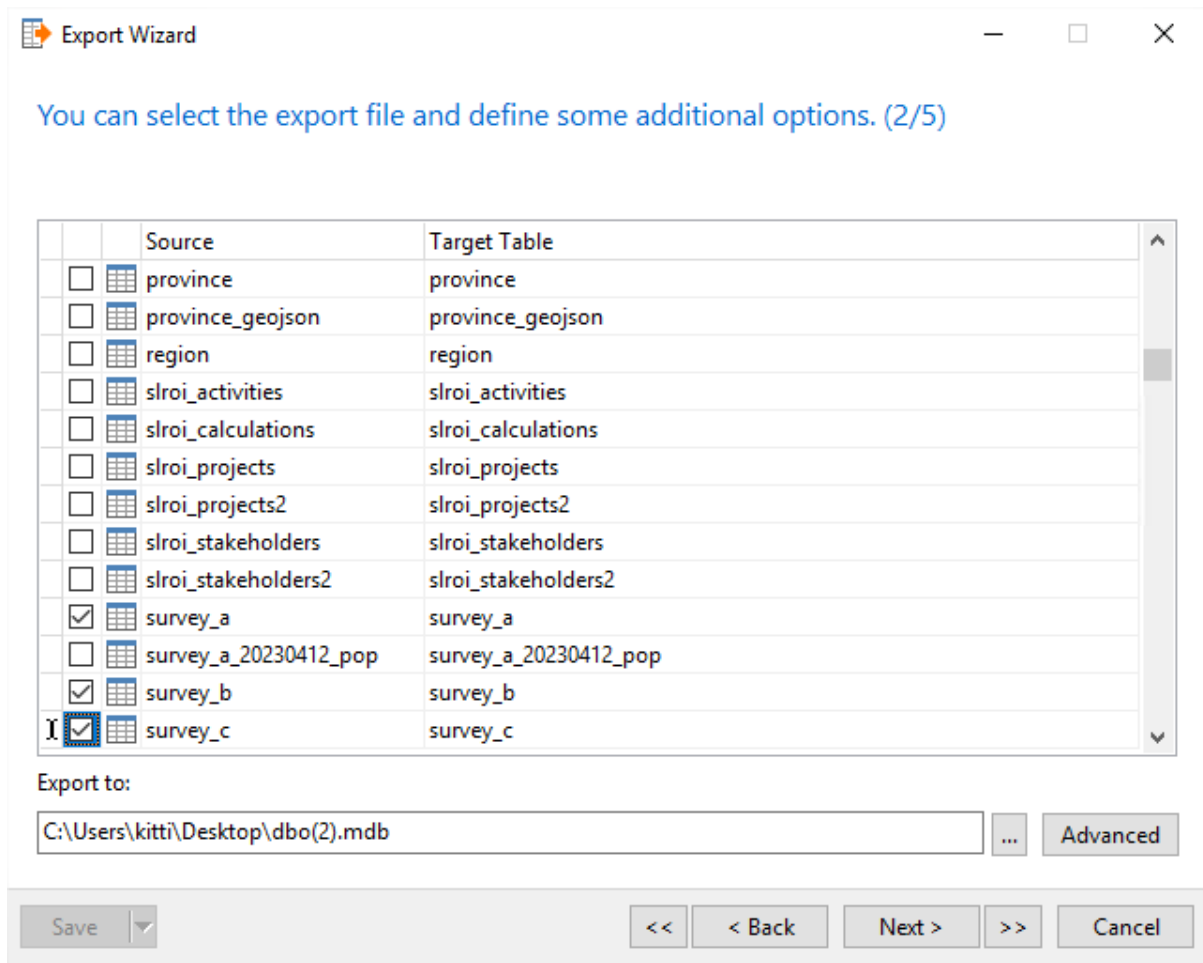 Export Wizard
You can select the export file and define some additional options. (2/5)
Source Target Table
province province
province_geojson province_geojson
region region
slroi_activities slroi_activities
slroi_calculations slroi_calculations
slroi_projects slroi_projects
slroi_projects2 slroi_projects2
slroi_stakeholders slroi_stakeholders
slroi_stakeholders2 slroi_stakeholders2
survey_a survey_a
survey_a_20230412_pop survey_a_20230412_pop
survey_b survey_b
survey_c survey_c
Export to:
C:\Users\kitti\Desktop\dbo(2).mdb ... Advanced
Save << < Back Next > >> Cancel